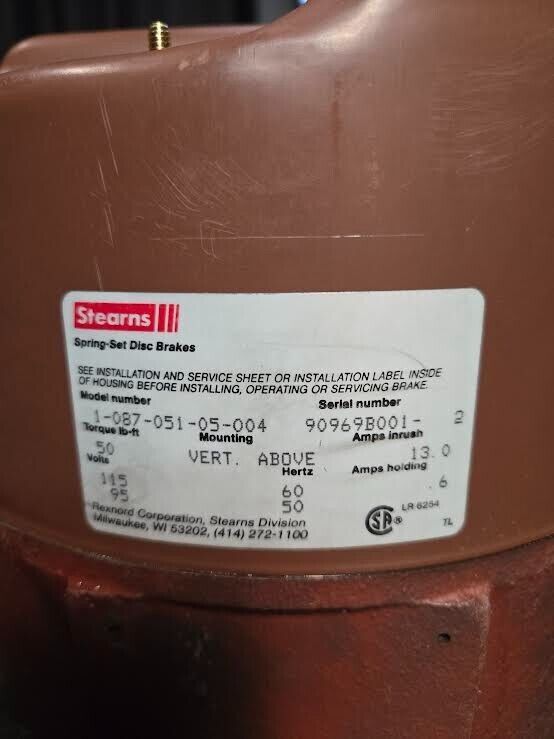 Stearns
Spring-Set Disc Brakes
SEE INSTALLATION AND SERVICE SHEET OR INSTALLATION LABEL INSIDE
OF HOUSING BEFORE INSTALLING, OPERATING OR SERVICING BRAKE.
Model number Serial number
1-087-051-05-004 90969B001- 2
Torque lb-ft Mounting Amps inrush
50 VERT. ABOVE 13.0
Volts Hertz Amps holding
115 60 .6
95 50
Rexnord Corporation, Stearns Division
Milwaukee, WI 53202, (414) 272-1100
SA® LR 6254
TL